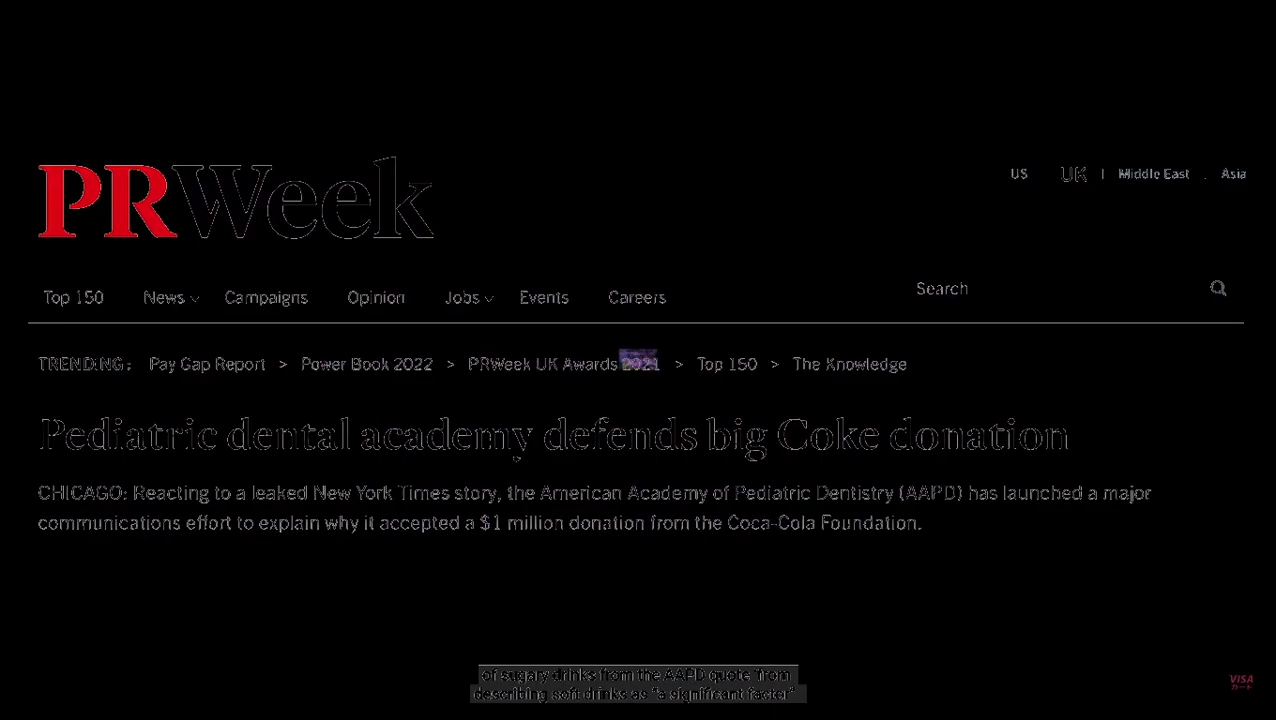 PRWeek
US UK | Middle East . Asia
Top 150 News Campaigns Opinion Jobs Events Careers Search
TRENDING: Pay Gap Report > Power Book 2022 > PRWeek UK Awards 2021 > Top 150 > The Knowledge
Pediatric dental academy defends big Coke donation
CHICAGO: Reacting to a leaked New York Times story, the American Academy of Pediatric Dentistry (AAPD) has launched a major
communications effort to explain why it accepted a $1 million donation from the Coca-Cola Foundation.
of sugary drinks from the AAPD quote "from
describing soft drinks as "a significant factor"
VISA
カード